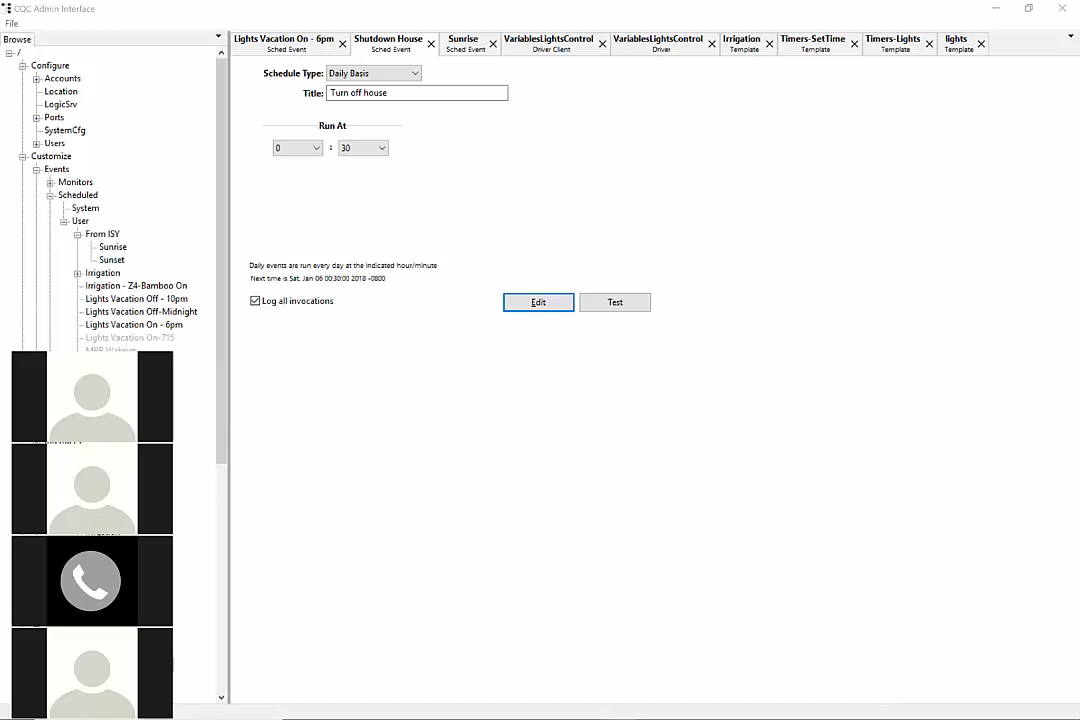 CQC Admin Interface
File
Browse
/
Configure
Accounts
Location
LogicSrv
Ports
SystemCfg
Users
Customize
Events
Monitors
Scheduled
System
User
From ISY
Sunrise
Sunset
Irrigation
Irrigation - Z4-Bamboo On
Lights Vacation Off - 10pm
Lights Vacation Off-Midnight
Lights Vacation On - 6pm
Lights Vacation On-715
Lights Vacation On - 6pm Shutdown House Sunrise VariablesLightsControl VariablesLightsControl Irrigation Timers-SetTime Timers-Lights lights
Sched Event Sched Event Sched Event Driver Client Driver Template Template Template Template
Schedule Type: Daily Basis
Title: Turn off house
Run At
0 : 30
Daily events are run every day at the indicated hour/minute
Next time is Sat, Jan 06 00:30:00 2018 -0800
Log all invocations
Edit Test